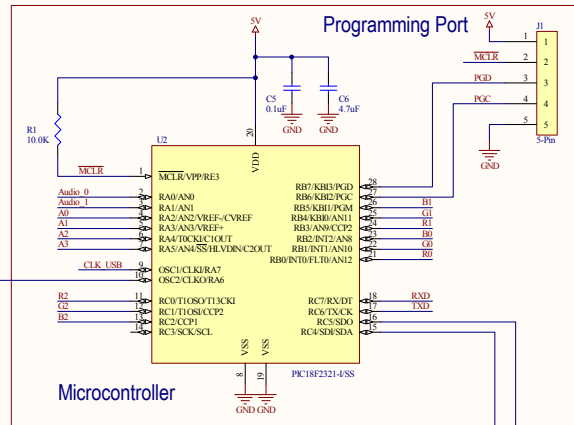 Programming Port
5V
5V
J1
1 1
MCLR 2 2
PGD 3 3
PGC 4 4
5 5
5-Pin
GND
C5
0.1uF
C6
4.7uF
GND
GND
R1
10.0K
U2
20
VDD
MCLR 1 MCLR/VPP/RE3
Audio_0 2 RA0/AN0
Audio_1 3 RA1/AN1
A0 4 RA2/AN2/VREF-/CVREF
A1 5 RA3/AN3/VREF+
A2 6 RA4/T0CKI/C1OUT
A3 7 RA5/AN4/SS/HLVDIN/C2OUT
CLK_USB 9 OSC1/CLKI/RA7
10 OSC2/CLKO/RA6
R2 11 RC0/T1OSO/T13CKI
G2 12 RC1/T1OSI/CCP2
B2 13 RC2/CCP1
14 RC3/SCK/SCL
RB7/KBI3/PGD 28
RB6/KBI2/PGC 27
RB5/KBI1/PGM 26 B1
RB4/KBI0/AN11 25 G1
RB3/AN9/CCP2 24 R1
RB2/INT2/AN8 23 B0
RB1/INT1/AN10 22 G0
RB0/INT0/FLT0/AN12 21 R0
RC7/RX/DT 18 RXD
RC6/TX/CK 17 TXD
RC5/SDO 16
RC4/SDI/SDA 15
VSS
VSS
8
19
PIC18F2321-I/SS
GND
GND
Microcontroller